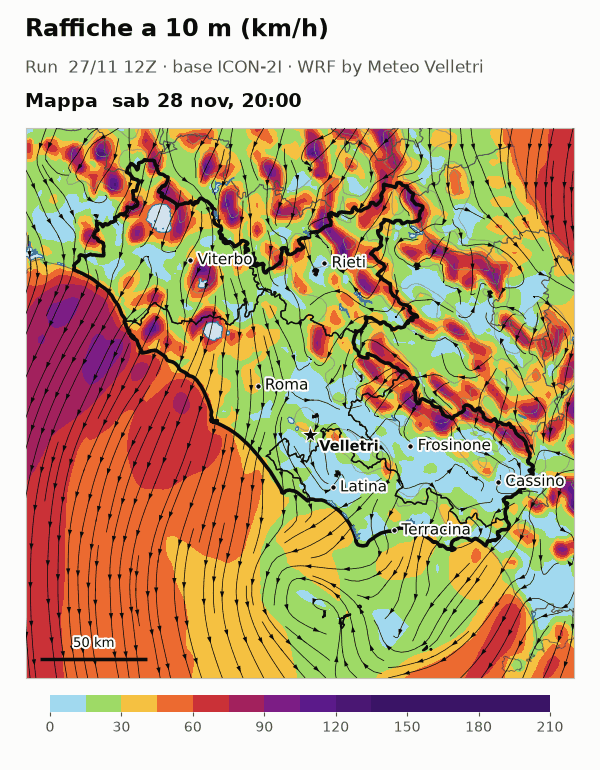 Raffiche a 10 m (km/h)
Run  27/11 12Z · base ICON-2I · WRF by Meteo Velletri
Mappa  sab 28 nov, 20:00
Viterbo
Rieti
Roma
Velletri
Frosinone
Cassino
Latina
Terracina
50 km
0 30 60 90 120 150 180 210